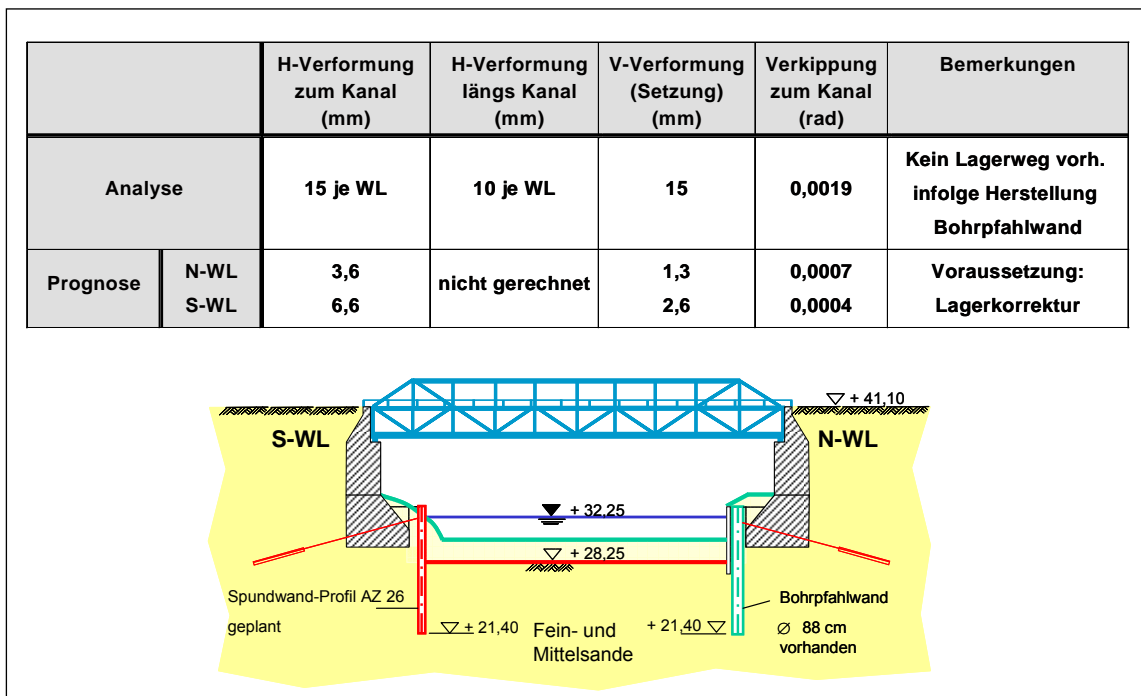 H-Verformung zum Kanal (mm)
H-Verformung längs Kanal (mm)
V-Verformung (Setzung) (mm)
Verkippung zum Kanal (rad)
Bemerkungen
Analyse
15 je WL
10 je WL
15
0,0019
Kein Lagerweg vorh.
infolge Herstellung
Bohrpfahlwand
Prognose
N-WL
3,6
nicht gerechnet
1,3
0,0007
Voraussetzung:
S-WL
6,6
2,6
0,0004
Lagerkorrektur
+ 41,10
S-WL
N-WL
+ 32,25
+ 28,25
Spundwand-Profil AZ 26
geplant
+ 21,40
Fein- und
Mittelsande
+ 21,40
Bohrpfahlwand
Ø 88 cm
vorhanden